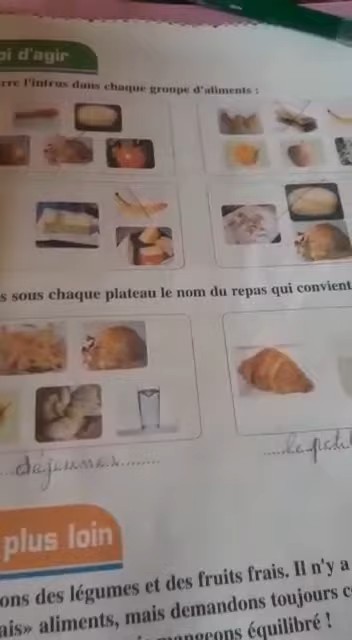 oi d'agir
rre l'intrus dans chaque groupe d'aliments :
s sous chaque plateau le nom du repas qui convient
déjeuner
le petit
plus loin
ons des légumes et des fruits frais. Il n'y a
ais» aliments, mais demandons toujours c
mangeons équilibré !